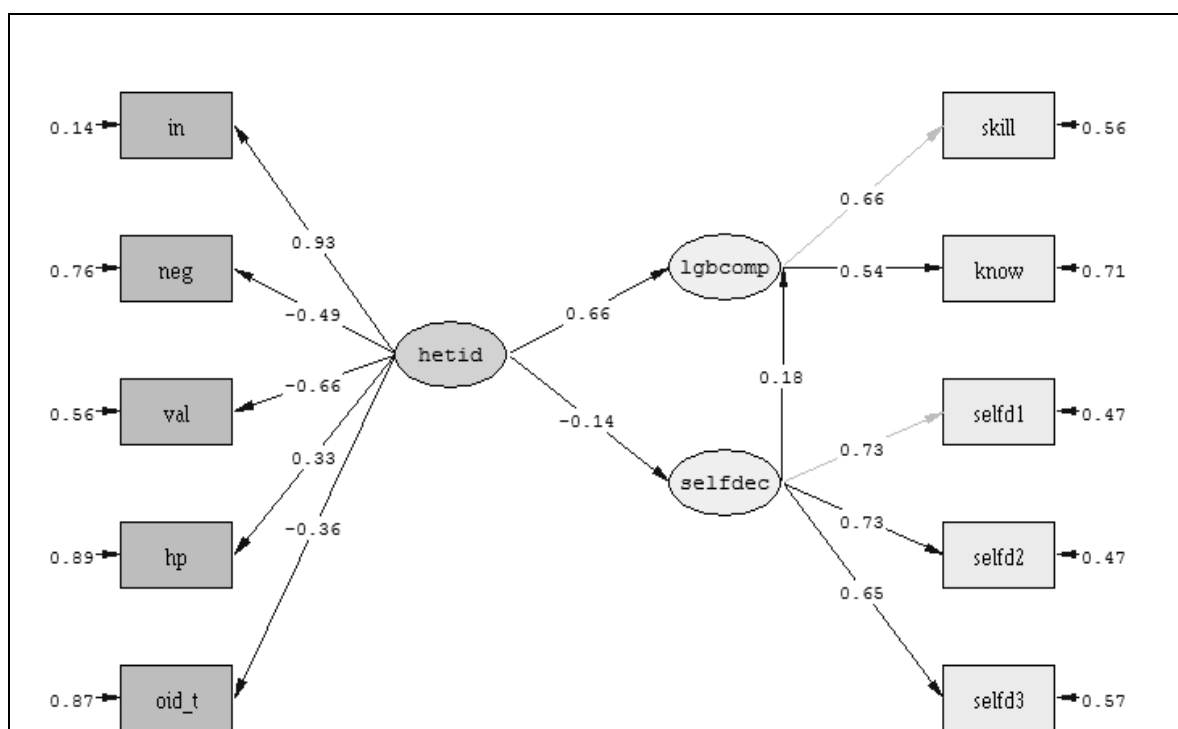 0.14 in
0.93
skill 0.56
0.66
0.76 neg
-0.49
lgbcomp
0.54
know 0.71
0.66
hetid
0.56 val
-0.66
0.18
-0.14
0.73
selfd1 0.47
0.33
selfdec
-0.36
0.73
0.89 hp
selfd2 0.47
0.65
0.87 oid_t
selfd3 0.57